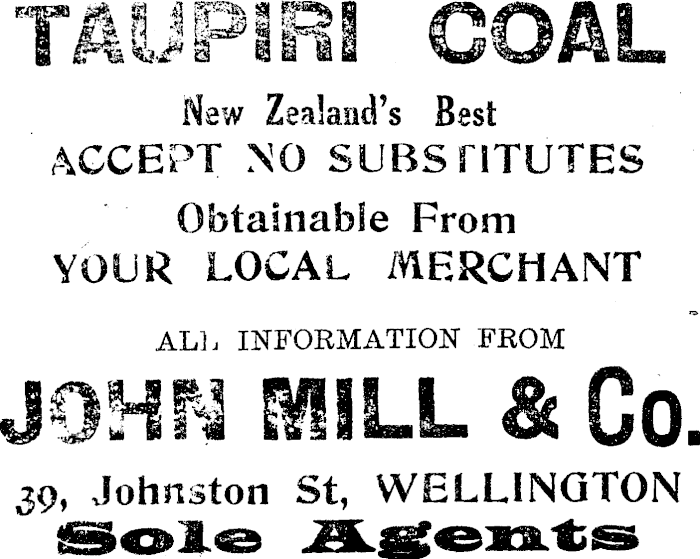 TAUPIRI COAL
New Zealand's Best
ACCEPT NO SUBSTITUTES
Obtainable From
YOUR LOCAL MERCHANT
ALL INFORMATION FROM
JOHN MILL & Co.
39, Johnston St, WELLINGTON
Sole Agents